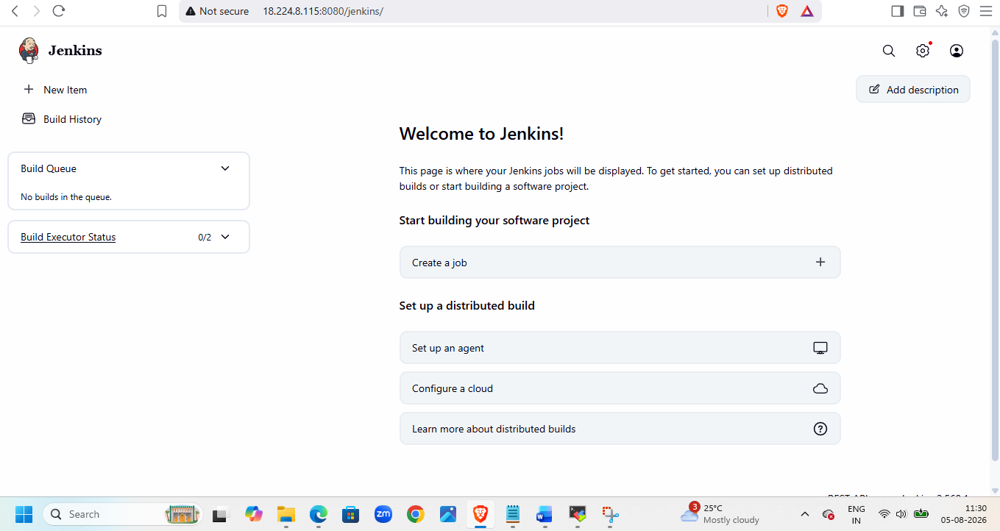 Not secure 18.224.8.115:8080/jenkins/
Jenkins
New Item
Add description
Build History
Welcome to Jenkins!
Build Queue
This page is where your Jenkins jobs will be displayed. To get started, you can set up distributed
builds or start building a software project.
No builds in the queue.
Start building your software project
Build Executor Status 0/2
Create a job
Set up a distributed build
Set up an agent
Configure a cloud
Learn more about distributed builds
Search
zm
W
3
25°C
Mostly cloudy
ENG
IN
11:30
05-08-2026